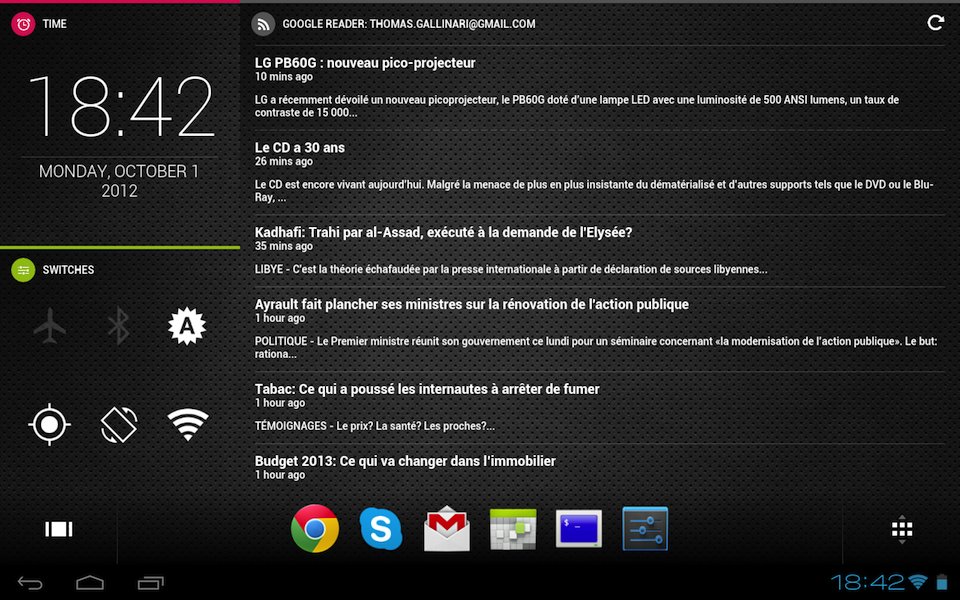 TIME
18:42
MONDAY, OCTOBER 1
2012
SWITCHES
A
GOOGLE READER: THOMAS.GALLINARI@GMAIL.COM
LG PB60G : nouveau pico-projecteur
10 mins ago
LG a récemment dévoilé un nouveau picoprojecteur, le PB60G doté d'une lampe LED avec une luminosité de 500 ANSI lumens, un taux de
contraste de 15 000...
Le CD a 30 ans
26 mins ago
Le CD est encore vivant aujourd'hui. Malgré la menace de plus en plus insistante du dématérialisé et d'autres supports tels que le DVD ou le Blu-
Ray, ...
Kadhafi: Trahi par al-Assad, exécuté à la demande de l'Elysée?
35 mins ago
LIBYE - C'est la théorie échafaudée par la presse internationale à partir de déclaration de sources libyennes...
Ayrault fait plancher ses ministres sur la rénovation de l'action publique
1 hour ago
POLITIQUE - Le Premier ministre réunit son gouvernement ce lundi pour un séminaire concernant «la modernisation de l'action publique». Le but:
rationa...
Tabac: Ce qui a poussé les internautes à arrêter de fumer
1 hour ago
TÉMOIGNAGES - Le prix? La santé? Les proches?...
Budget 2013: Ce qui va changer dans l'immobilier
1 hour ago
S
$ _
18:42